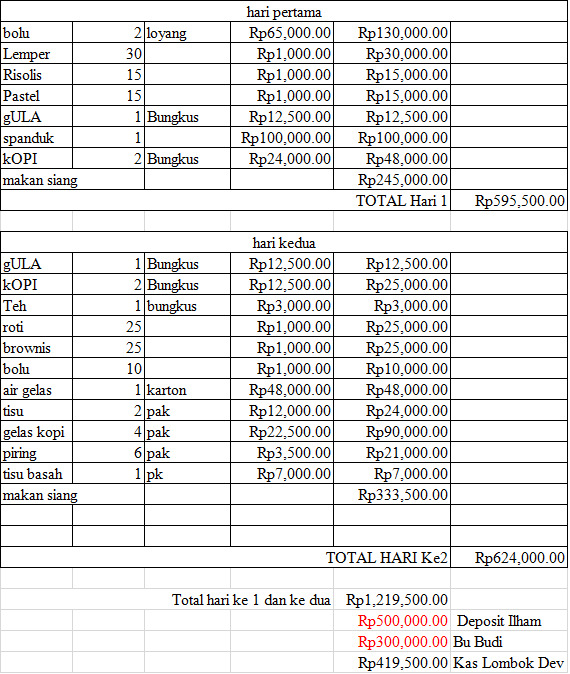 hari pertama
bolu 2 loyang Rp65,000.00 Rp130,000.00
Lemper 30 Rp1,000.00 Rp30,000.00
Risolis 15 Rp1,000.00 Rp15,000.00
Pastel 15 Rp1,000.00 Rp15,000.00
gULA 1 Bungkus Rp12,500.00 Rp12,500.00
spanduk 1 Rp100,000.00 Rp100,000.00
kOPI 2 Bungkus Rp24,000.00 Rp48,000.00
makan siang Rp245,000.00
TOTAL Hari 1 Rp595,500.00
hari kedua
gULA 1 Bungkus Rp12,500.00 Rp12,500.00
kOPI 2 Bungkus Rp12,500.00 Rp25,000.00
Teh 1 bungkus Rp3,000.00 Rp3,000.00
roti 25 Rp1,000.00 Rp25,000.00
brownis 25 Rp1,000.00 Rp25,000.00
bolu 10 Rp1,000.00 Rp10,000.00
air gelas 1 karton Rp48,000.00 Rp48,000.00
tisu 2 pak Rp12,000.00 Rp24,000.00
gelas kopi 4 pak Rp22,500.00 Rp90,000.00
piring 6 pak Rp3,500.00 Rp21,000.00
tisu basah 1 pk Rp7,000.00 Rp7,000.00
makan siang Rp333,500.00
TOTAL HARI Ke2 Rp624,000.00
Total hari ke 1 dan ke dua Rp1,219,500.00
Rp500,000.00 Deposit Ilham
Rp300,000.00 Bu Budi
Rp419,500.00 Kas Lombok Dev